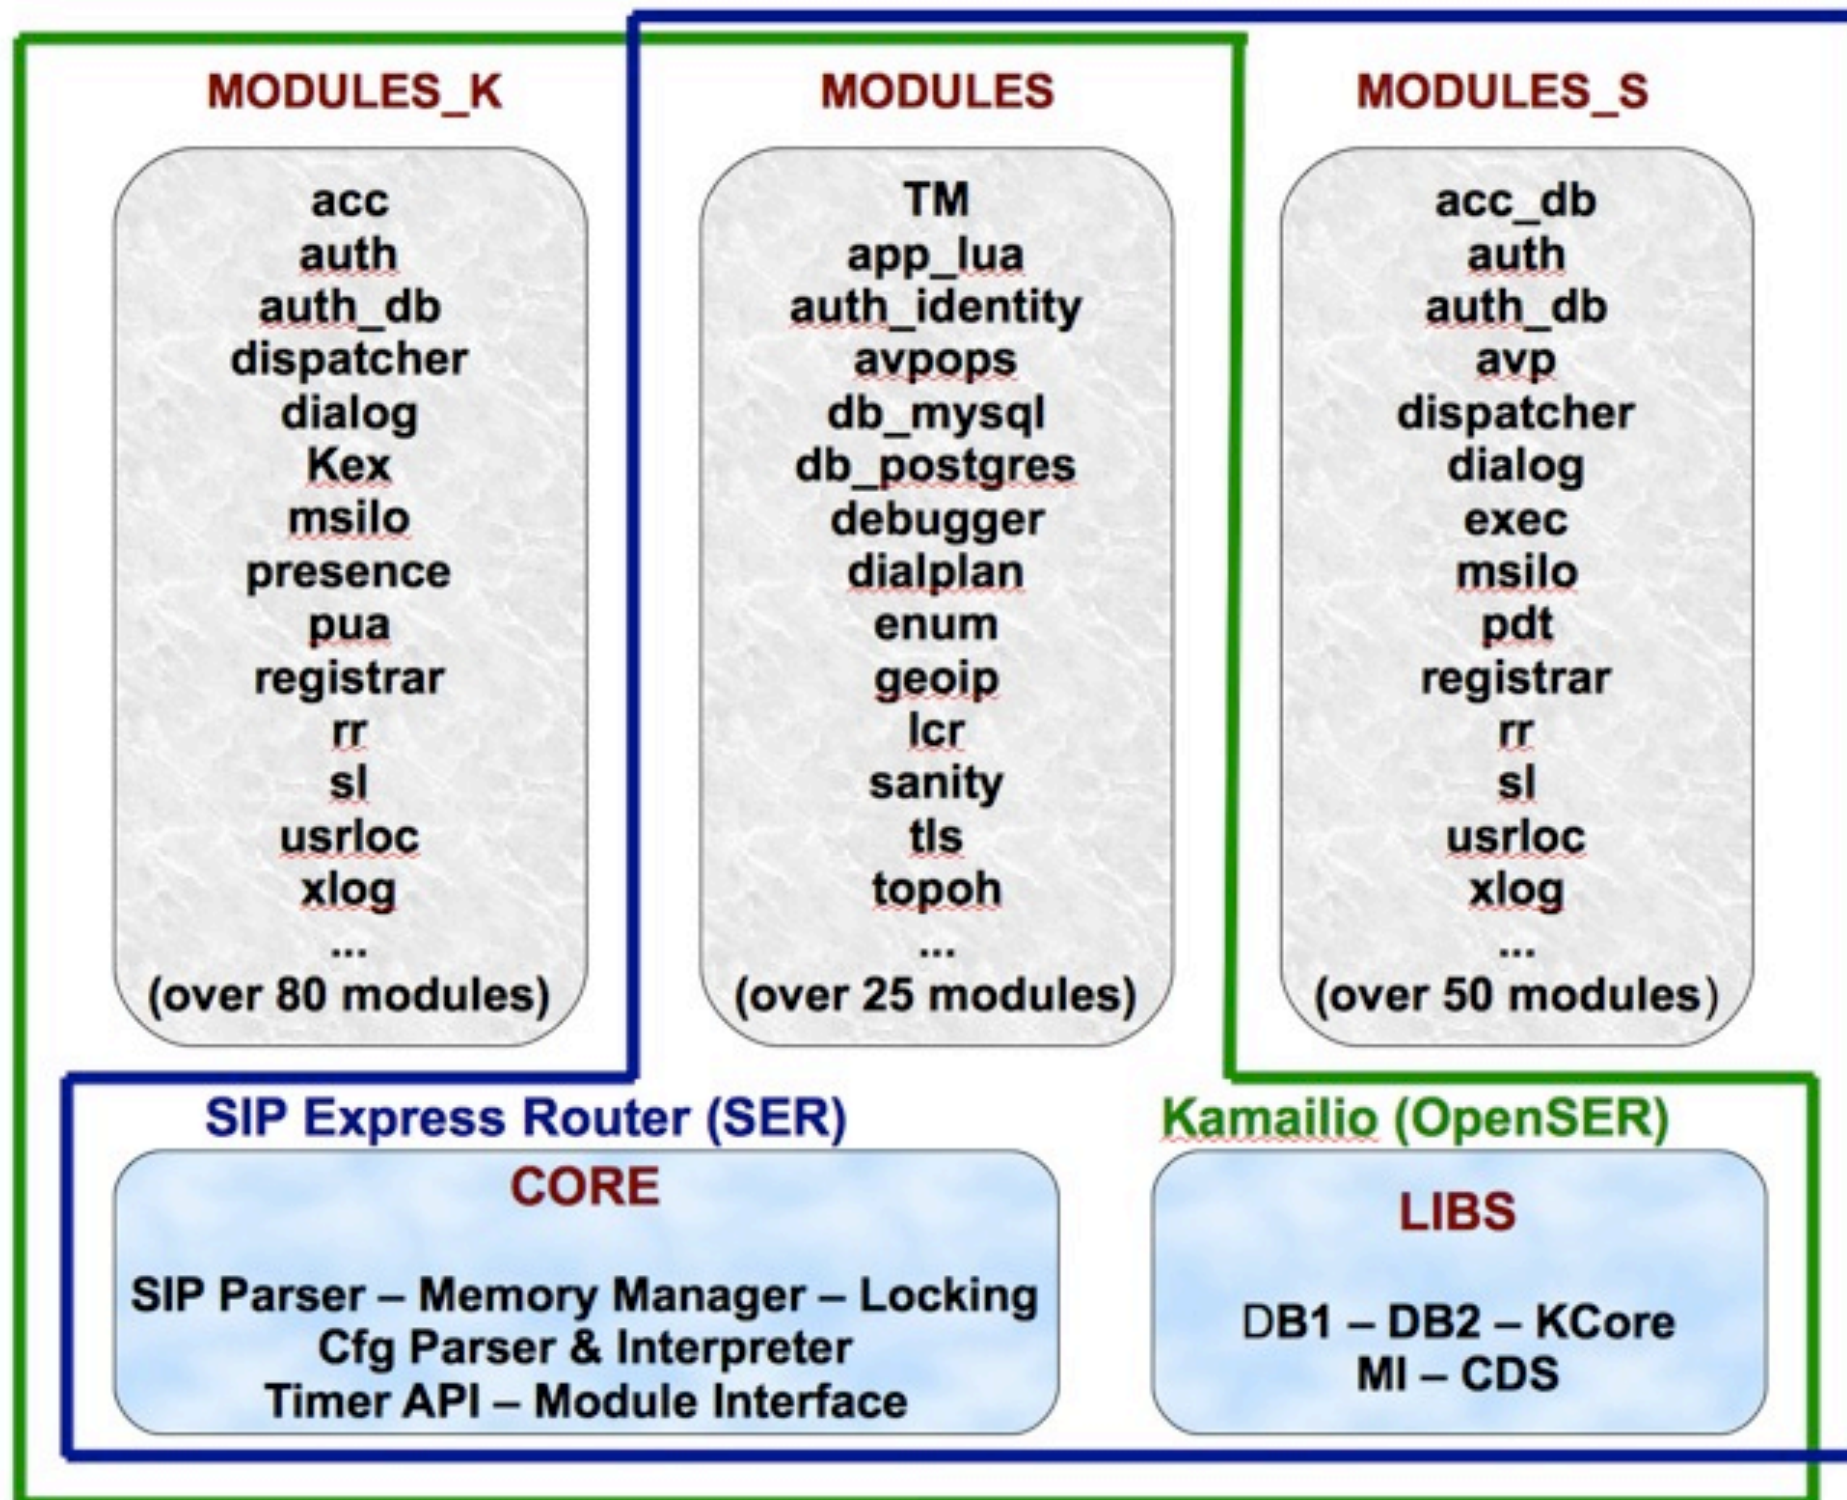 MODULES_K
acc
auth
auth_db
dispatcher
dialog
Kex
msilo
presence
pua
registrar
rr
sl
usrloc
xlog
...
(over 80 modules)
MODULES
TM
app_lua
auth_identity
avpops
db_mysql
db_postgres
debugger
dialplan
enum
geoip
lcr
sanity
tls
topoh
...
(over 25 modules)
MODULES_S
acc_db
auth
auth_db
avp
dispatcher
dialog
exec
msilo
pdt
registrar
rr
sl
usrloc
xlog
...
(over 50 modules)
SIP Express Router (SER)
CORE
SIP Parser – Memory Manager – Locking
Cfg Parser & Interpreter
Timer API – Module Interface
Kamailio (OpenSER)
LIBS
DB1 – DB2 – KCore
MI – CDS